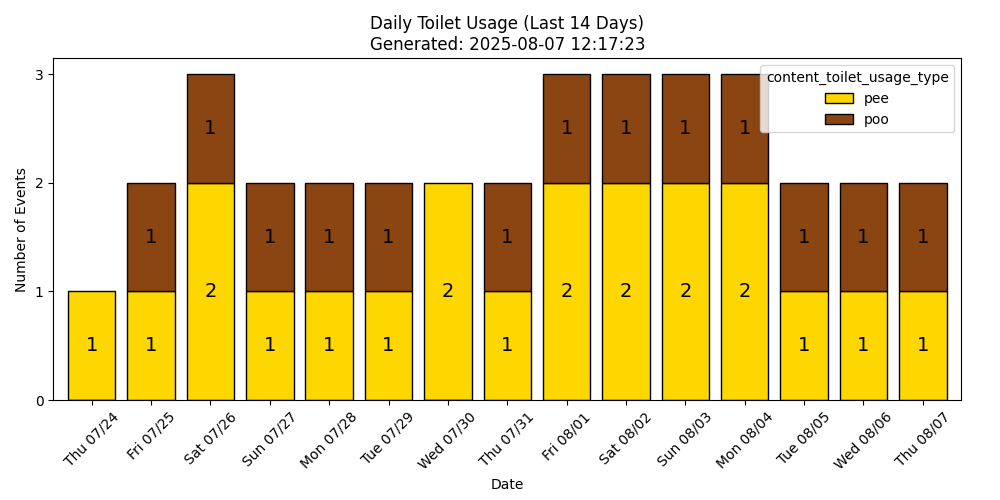 Daily Toilet Usage (Last 14 Days)
Generated: 2025-08-07 12:17:23
content_toilet_usage_type
pee
poo
Number of Events
3
2
1
0
1 1 1 1 1
1 1 1 1 1 1 1 1
2 2 2 2 2 2
1 1 1 1 1 1 1 1 1
Thu 07/24
Fri 07/25
Sat 07/26
Sun 07/27
Mon 07/28
Tue 07/29
Wed 07/30
Thu 07/31
Fri 08/01
Sat 08/02
Sun 08/03
Mon 08/04
Tue 08/05
Wed 08/06
Thu 08/07
Date